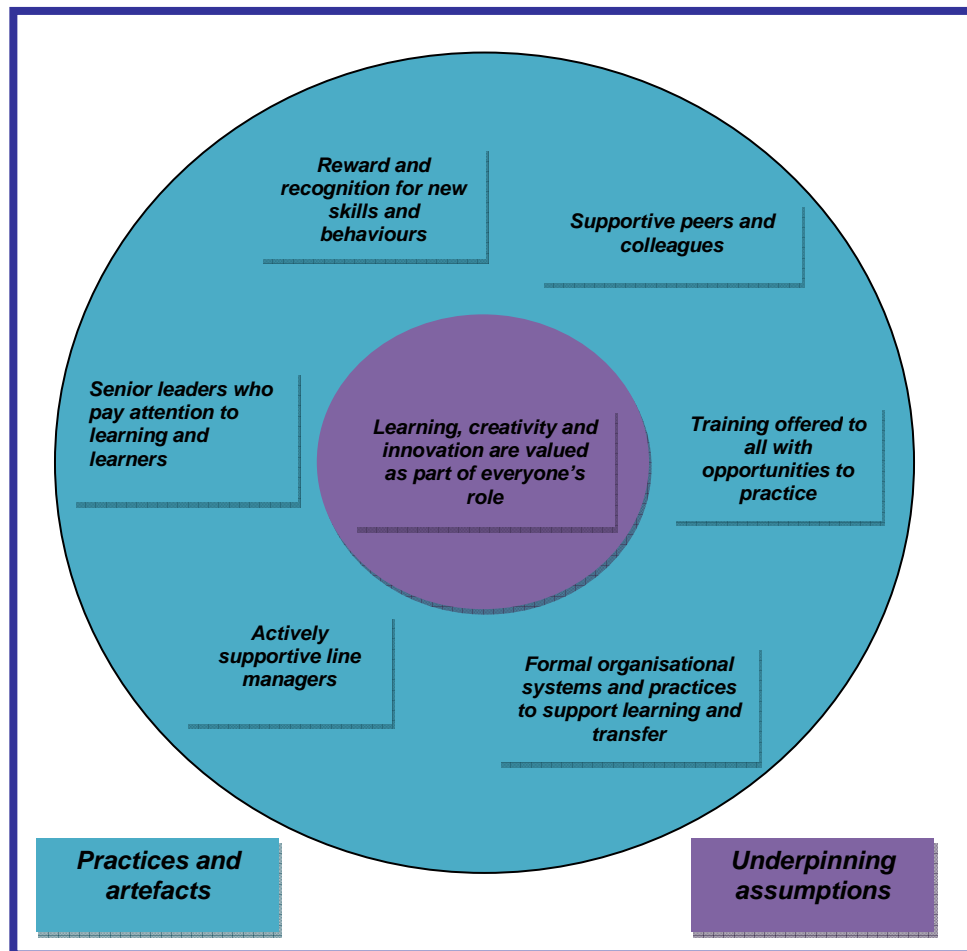 Reward and
recognition for new
skills and
behaviours
Supportive peers and
colleagues
Senior leaders who
pay attention to
learning and
learners
Learning, creativity and
innovation are valued
as part of everyone's
role
Training offered to
all with
opportunities to
practice
Actively
supportive line
managers
Formal organisational
systems and practices
to support learning and
transfer
Practices and
artefacts
Underpinning
assumptions